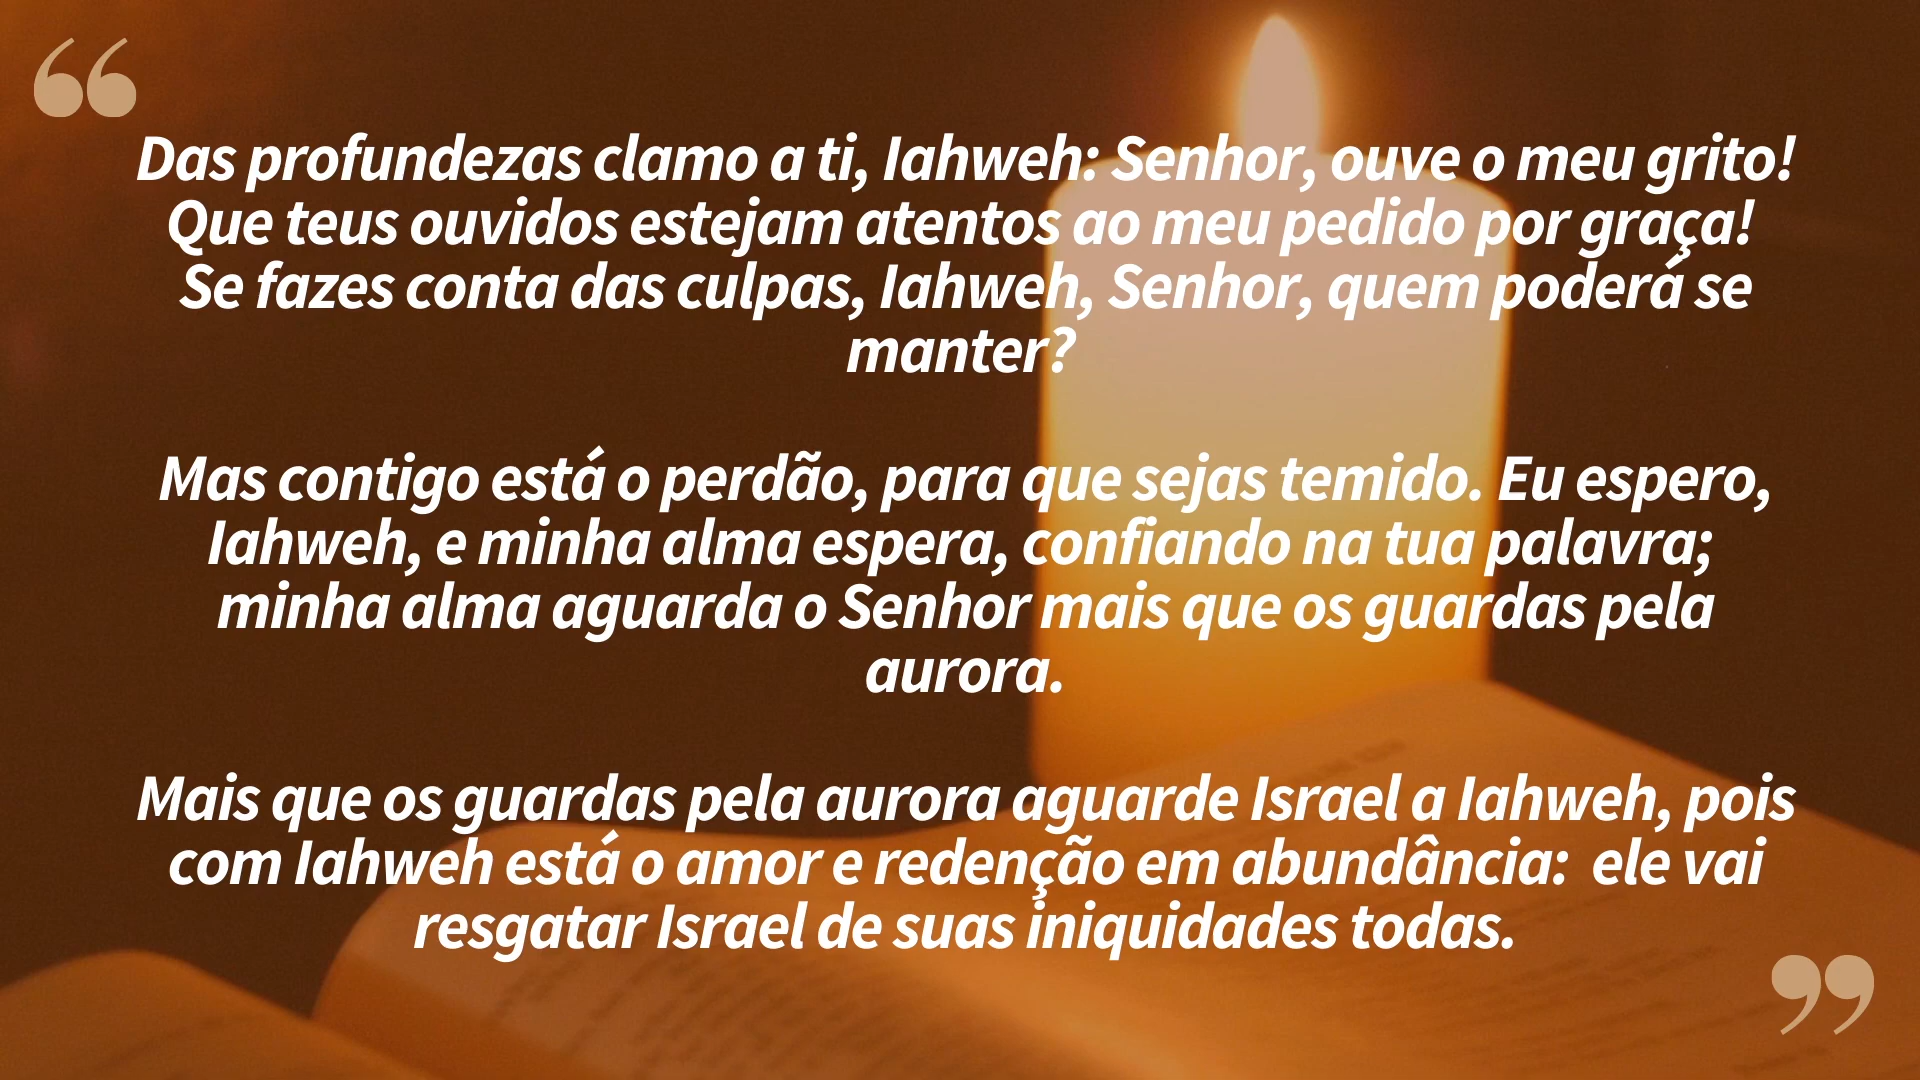 “
Das profundezas clamo a ti, Iahweh: Senhor, ouve o meu grito!
Que teus ouvidos estejam atentos ao meu pedido por graça!
Se fazes conta das culpas, Iahweh, Senhor, quem poderá se
manter?
Mas contigo está o perdão, para que sejas temido. Eu espero,
Iahweh, e minha alma espera, confiando na tua palavra;
minha alma aguarda o Senhor mais que os guardas pela
aurora.
Mais que os guardas pela aurora aguarde Israel a Iahweh, pois
com Iahweh está o amor e redenção em abundância:  ele vai
resgatar Israel de suas iniquidades todas.
”